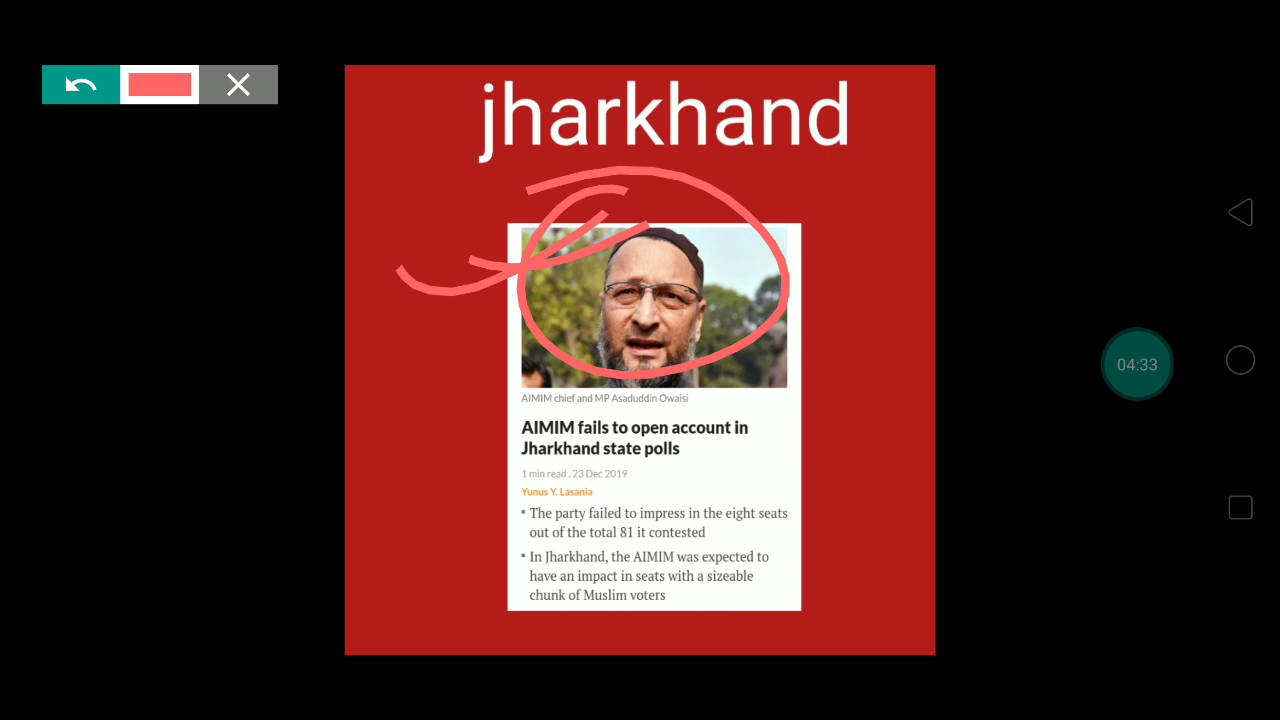 jharkhand
AIMIM chief and MP Asaduddin Owaisi
AIMIM fails to open account in
Jharkhand state polls
1 min read . 23 Dec 2019
Yunus Y. Lasania
▪ The party failed to impress in the eight seats
out of the total 81 it contested
▪ In Jharkhand, the AIMIM was expected to
have an impact in seats with a sizeable
chunk of Muslim voters
04:33